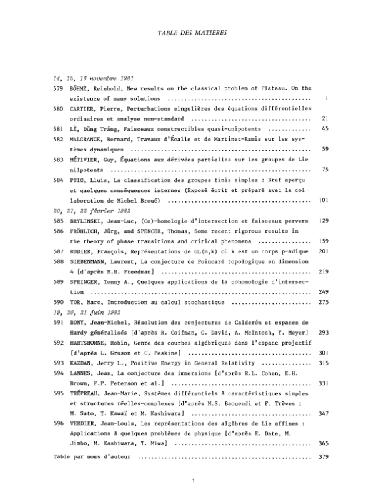 TABLE DES MATIERES
14, 15, 19 novembre 1981
579 BÖHME, Reinhold, New results on the classical problem of Plateau. On the
existence of many solutions ........ 1
580 CARTIER, Pierre, Perturbations singulières des équations différentielles
ordinaires et analyse non-standard ........ 21
581 LÊ, Dũng Tráng, Faisceaux constructibles quasi-unipotents ........ 45
582 MALGRANGE, Bernard, Travaux d'Écalle et de Martinet-Ramis sur les sys-
tèmes dynamiques ........ 59
583 MÉTIVIER, Guy, Équations aux dérivées partielles sur les groupes de Lie
nilpotents ........ 75
584 PUIG, Lluis, La classification des groupes finis simples : bref aperçu
et quelques conséquences internes (Exposé écrit et préparé avec la col
laboration de Michel Broué) ........ 101
20, 21, 22 février 1982
585 BRYLINSKI, Jean-Luc, (Co)-homologie d'intersection et faisceaux pervers 129
586 FRÖHLICH, Jürg, and SPENCER, Thomas, Some recent rigorous results in
the theory of phase transitions and critical phenomena ........ 159
587 RODIER, François, Représentations de GL(n,k) où k est un corps p-adique 201
588 SIEBENMANN, Laurent, La conjecture de Poincaré topologique en dimension
4 [d'après M.H. Freedman] ........ 219
589 SPRINGER, Tonny A., Quelques applications de la cohomologie d'intersec-
tion ........ 249
590 YOR, Marc, Introduction au calcul stochastique ........ 275
19, 20, 21 juin 1982
591 BONY, Jean-Michel, Résolution des conjectures de Calderón et espaces de
Hardy généralisés [d'après R. Coifman, G. David, A. McIntosh, Y. Meyer] 293
592 HARTSHORNE, Robin, Genre des courbes algébriques dans l'espace projectif
[d'après L. Gruson et C. Peskine] ........ 301
593 KAZDAN, Jerry L., Positive Energy in General Relativity ........ 315
594 LANNES, Jean, La conjecture des immersions [d'après R.L. Cohen, E.H.
Brown, F.P. Peterson et al.] ........ 331
595 TRÉPREAU, Jean-Marie, Systèmes différentiels à caractéristiques simples
et structures réelles-complexes [d'après M.S. Baouendi et F. Trèves ;
M. Sato, T. Kawaï et M. Kashiwara] ........ 347
596 VERDIER, Jean-Louis, Les représentations des algèbres de Lie affines :
Applications à quelques problèmes de physique [d'après E. Date, M.
Jimbo, M. Kashiwara, T. Miwa] ........ 365
Table par noms d'auteur ........ 379